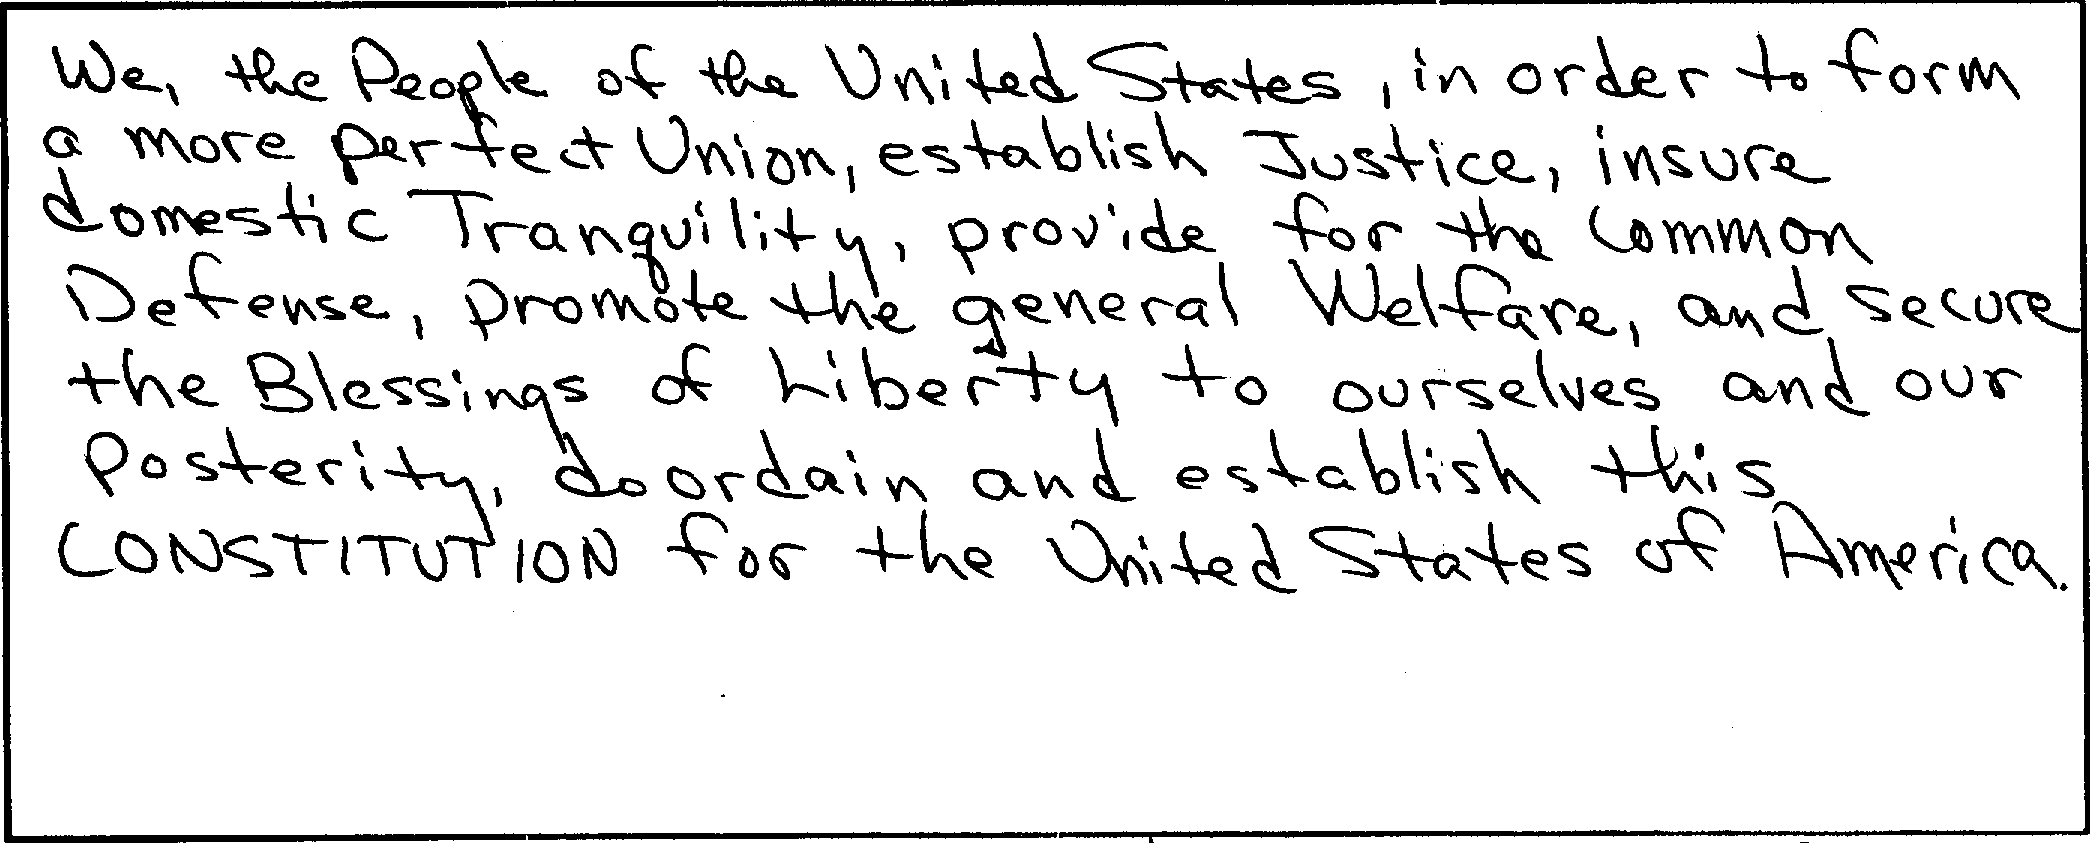 We, the People of the United States, in order to form
a more perfect Union, establish Justice, insure
domestic Tranquility, provide for the common
Defense, promote the general Welfare, and secure
the Blessings of Liberty to ourselves and our
Posterity, do ordain and establish this
CONSTITUTION for the United States of America.